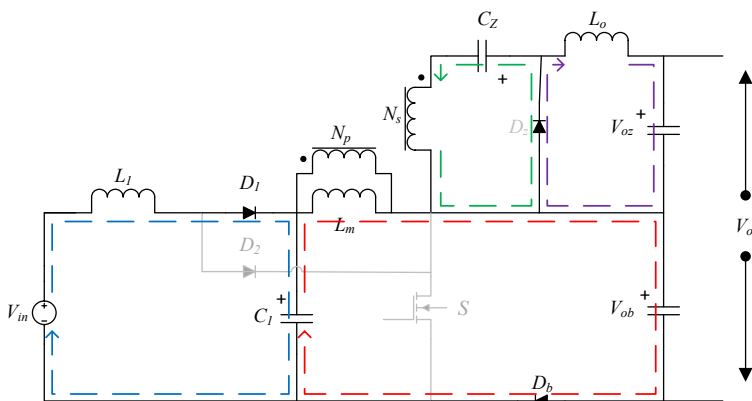 C_Z
L_o
+
N_s
D_z
V_oz
+
N_p
L_1
D_1
L_m
V_o
D_2
V_in
+
-
C_1
+
S
V_ob
+
D_b